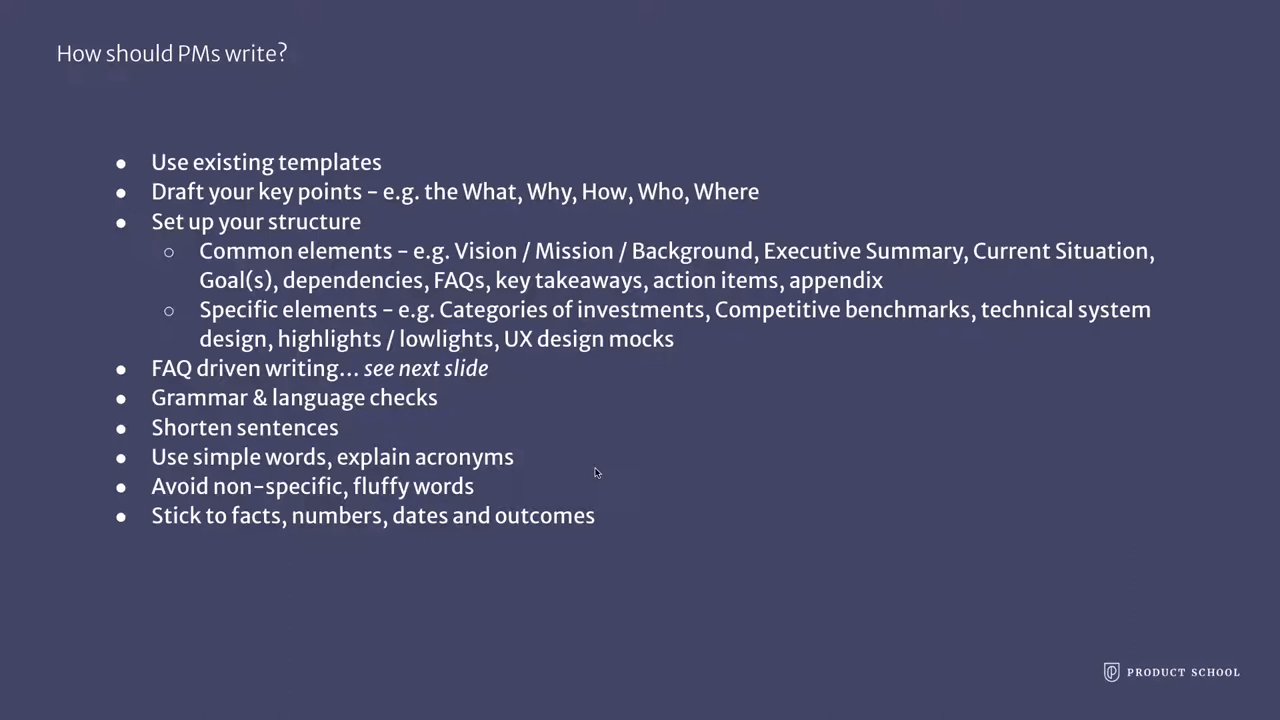 How should PMs write?
● Use existing templates
● Draft your key points – e.g. the What, Why, How, Who, Where
● Set up your structure
○ Common elements – e.g. Vision / Mission / Background, Executive Summary, Current Situation,
Goal(s), dependencies, FAQs, key takeaways, action items, appendix
○ Specific elements – e.g. Categories of investments, Competitive benchmarks, technical system
design, highlights / lowlights, UX design mocks
● FAQ driven writing… see next slide
● Grammar & language checks
● Shorten sentences
● Use simple words, explain acronyms
● Avoid non-specific, fluffy words
● Stick to facts, numbers, dates and outcomes
PRODUCT SCHOOL